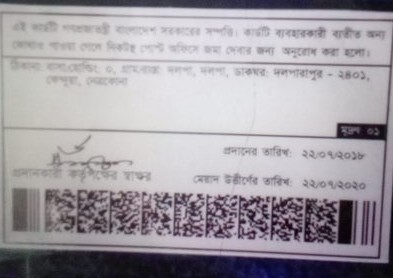 এই কার্ডটি গণপ্রজাতন্ত্রী বাংলাদেশ সরকারের সম্পত্তি। কার্ডটি ব্যবহারকারী ব্যতীত অন্য
কোথাও পাওয়া গেলে নিকটস্থ পোস্ট অফিসে জমা দেবার জন্য অনুরোধ করা হলো।
ঠিকানা: বাসা/হোল্ডিং: ০, গ্রাম/রাস্তা: দলপা, দলপা, ডাকঘর: দলপারাপুর - ২৪০১,
কেন্দুয়া, নেত্রকোনা
মুদ্রণ: ০১
প্রদানের তারিখ: ২২/০৭/২০১৮
প্রদানকারী কর্তৃপক্ষের স্বাক্ষর
মেয়াদ উত্তীর্ণের তারিখ: ২২/০৭/২০২০